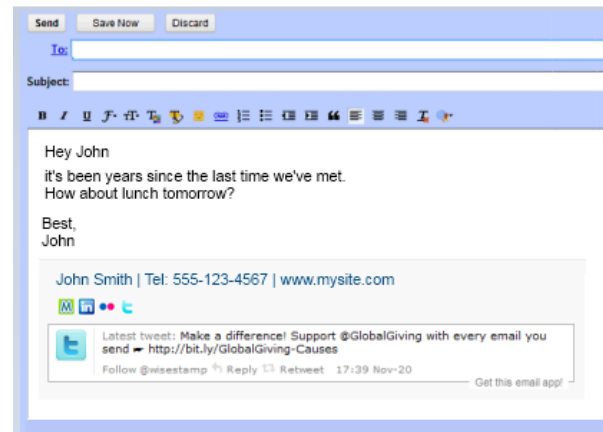 Send Save Now Discard
To:
Subject:
B I U
Hey John
it's been years since the last time we've met.
How about lunch tomorrow?
Best,
John
John Smith | Tel: 555-123-4567 | www.mysite.com
Latest tweet: Make a difference! Support @GlobalGiving with every email you
send ➨ http://bit.ly/GlobalGiving-Causes
Follow @wisestamp Reply Retweet 17:39 Nov-20
Get this email app!